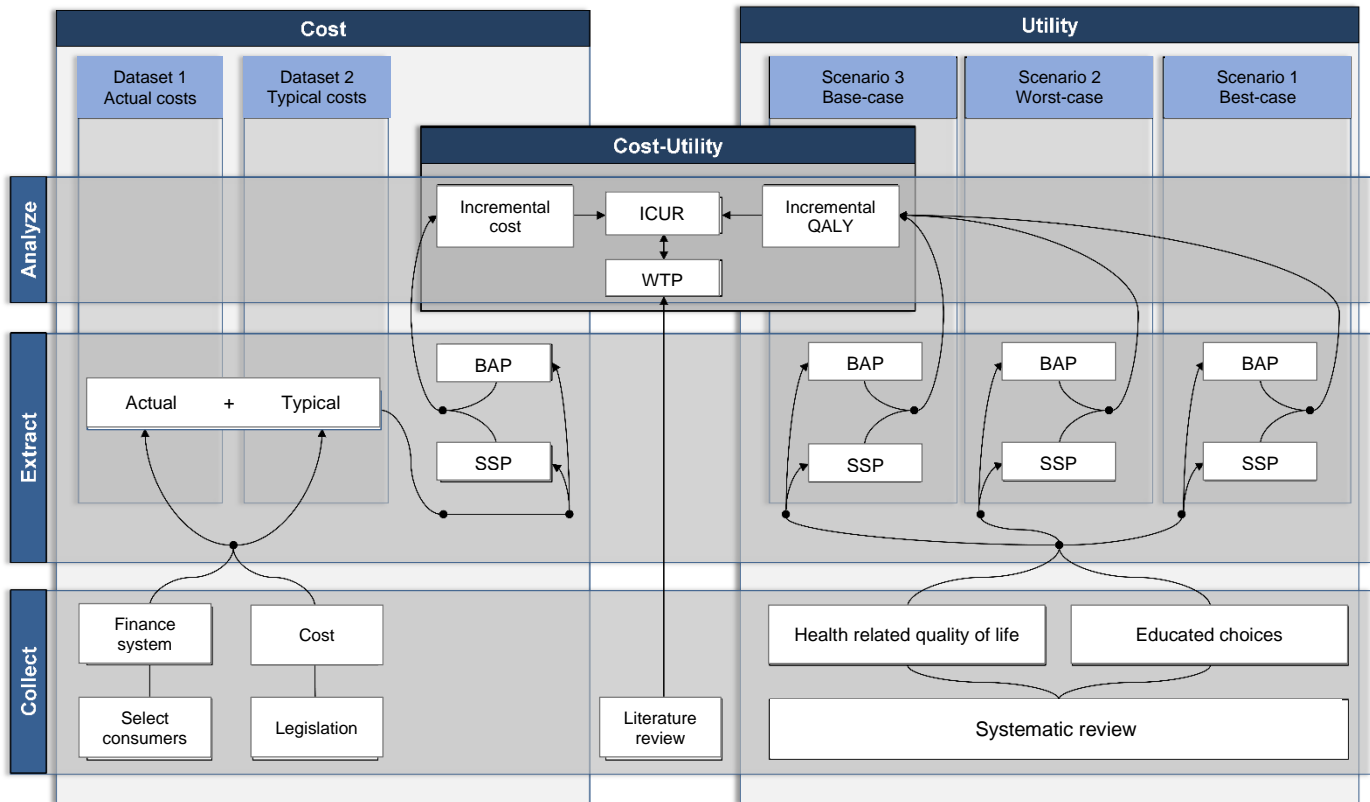 Cost
Utility
Dataset 1
Actual costs
Dataset 2
Typical costs
Scenario 3
Base-case
Scenario 2
Worst-case
Scenario 1
Best-case
Cost-Utility
Analyze
Incremental
cost
ICUR
Incremental
QALY
WTP
Extract
BAP
BAP
BAP
BAP
Actual + Typical
SSP
SSP
SSP
SSP
Collect
Finance
system
Cost
Health related quality of life
Educated choices
Select
consumers
Legislation
Literature
review
Systematic review